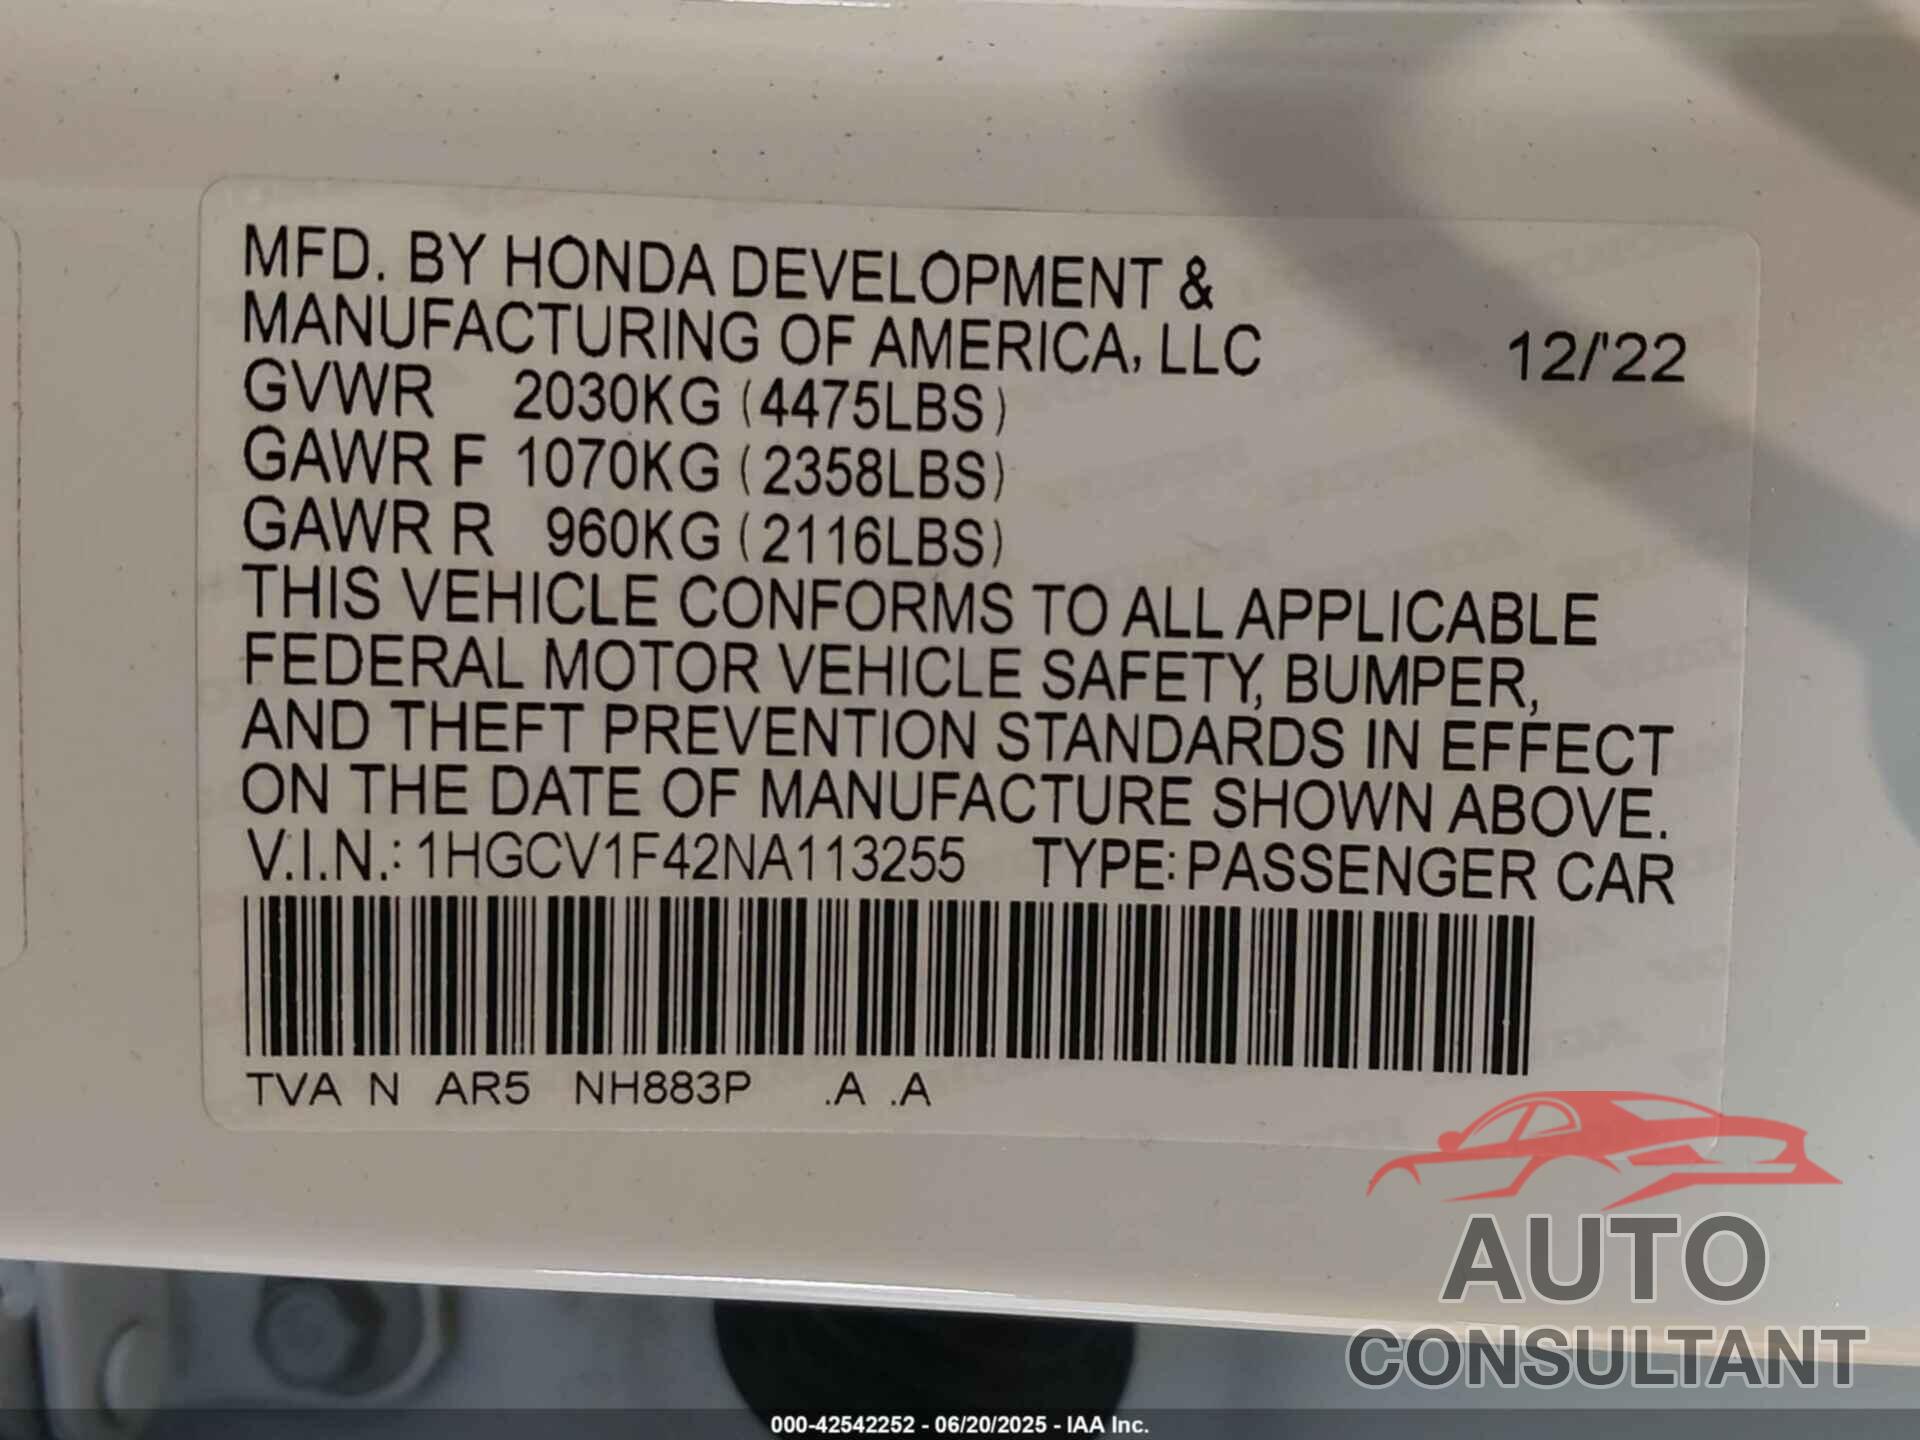 MFD. BY HONDA DEVELOPMENT &
MANUFACTURING OF AMERICA, LLC 12/'22
GVWR 2030KG (4475LBS)
GAWR F 1070KG (2358LBS)
GAWR R 960KG (2116LBS)
THIS VEHICLE CONFORMS TO ALL APPLICABLE
FEDERAL MOTOR VEHICLE SAFETY, BUMPER,
AND THEFT PREVENTION STANDARDS IN EFFECT
ON THE DATE OF MANUFACTURE SHOWN ABOVE.
V.I.N.: 1HGCV1F42NA113255 TYPE: PASSENGER CAR
TVA N AR5 NH883P .A .A
AUTO
CONSULTANT
000-42542252 - 06/20/2025 - IAA Inc.